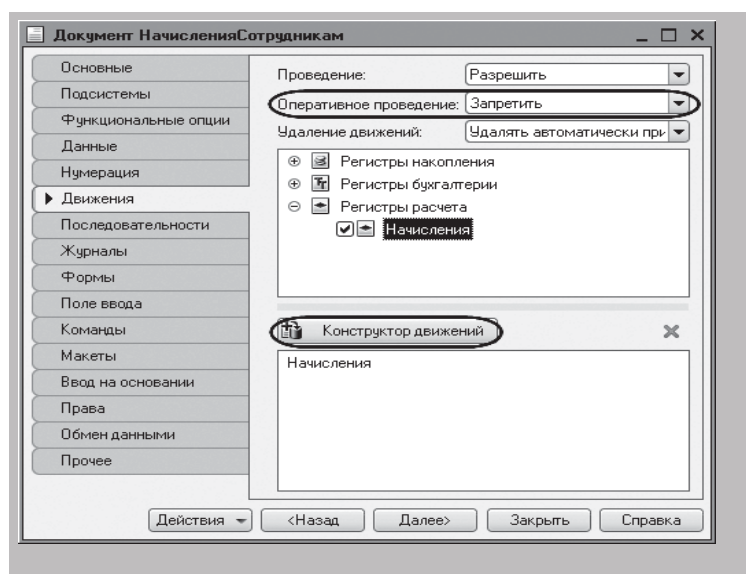 Документ НачисленияСотрудникам
Основные
Подсистемы
Функциональные опции
Данные
Нумерация
Движения
Последовательности
Журналы
Формы
Поле ввода
Команды
Макеты
Ввод на основании
Права
Обмен данными
Прочее
Проведение: Разрешить
Оперативное проведение: Запретить
Удаление движений: Удалять автоматически при
Регистры накопления
Регистры бухгалтерии
Регистры расчета
Начисления
Конструктор движений
Начисления
Действия <Назад Далее> Закрыть Справка